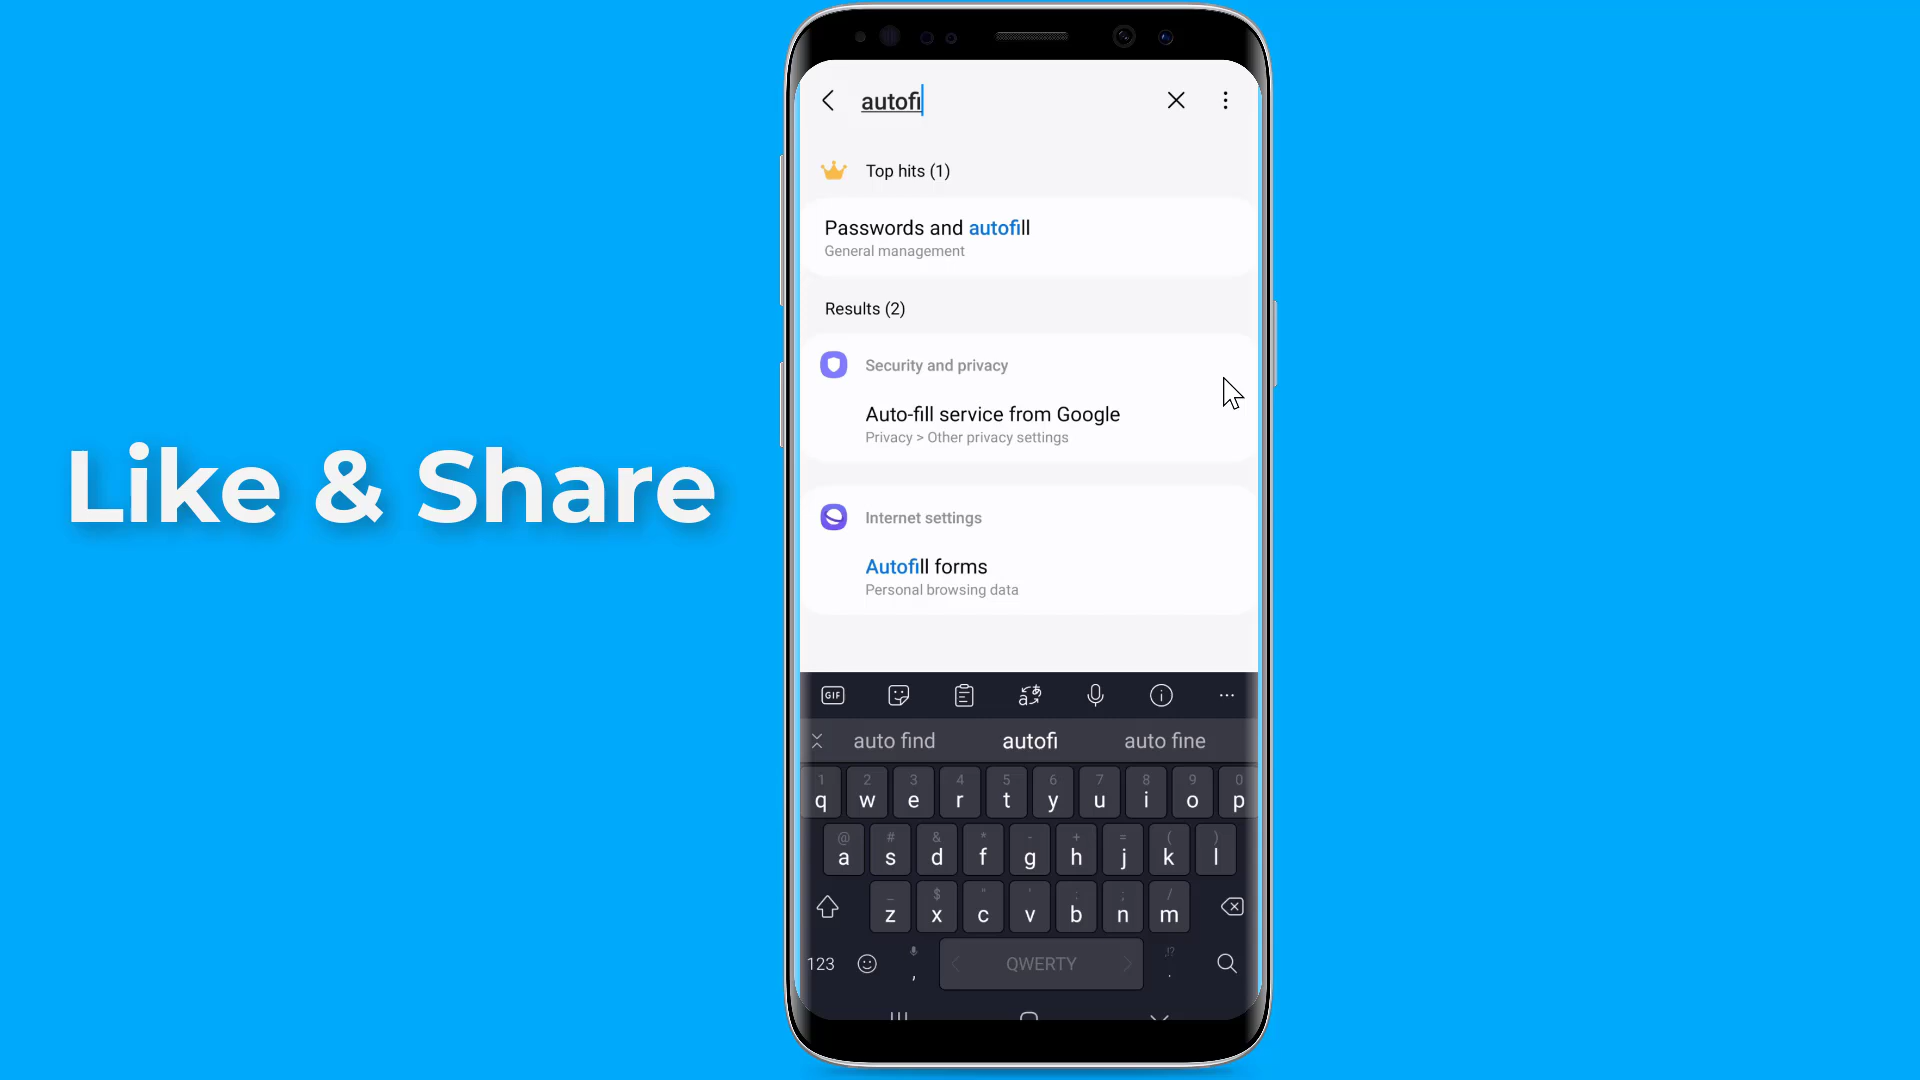 autofi
Top hits (1)
Passwords and autofill
General management
Results (2)
Security and privacy
Auto-fill service from Google
Privacy > Other privacy settings
Like & Share
Internet settings
Autofill forms
Personal browsing data
GIF
auto find autofi auto fine
1 2 3 4 5 6 7 8 9 0
q w e r t y u i o p
@ # & * - + = ( )
a s d f g h j k l
_ $ " ' : ; /
z x c v b n m
123 , QWERTY .